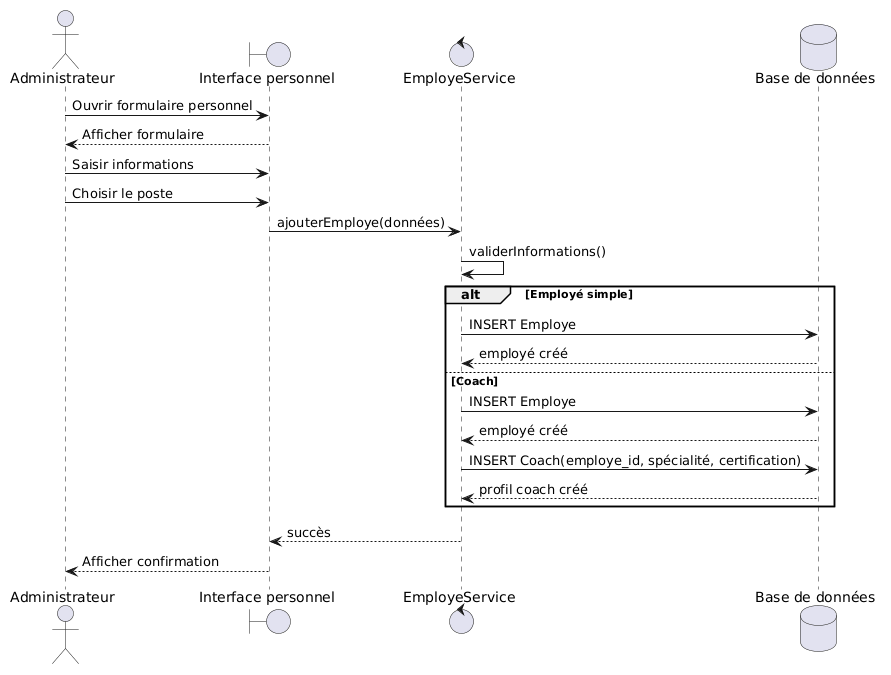 Administrateur
Interface personnel
EmployeService
Base de données
Ouvrir formulaire personnel
Afficher formulaire
Saisir informations
Choisir le poste
ajouterEmploye(données)
validerInformations()
alt [Employé simple]
INSERT Employe
employé créé
[Coach]
INSERT Employe
employé créé
INSERT Coach(employe_id, spécialité, certification)
profil coach créé
succès
Afficher confirmation
Administrateur
Interface personnel
EmployeService
Base de données